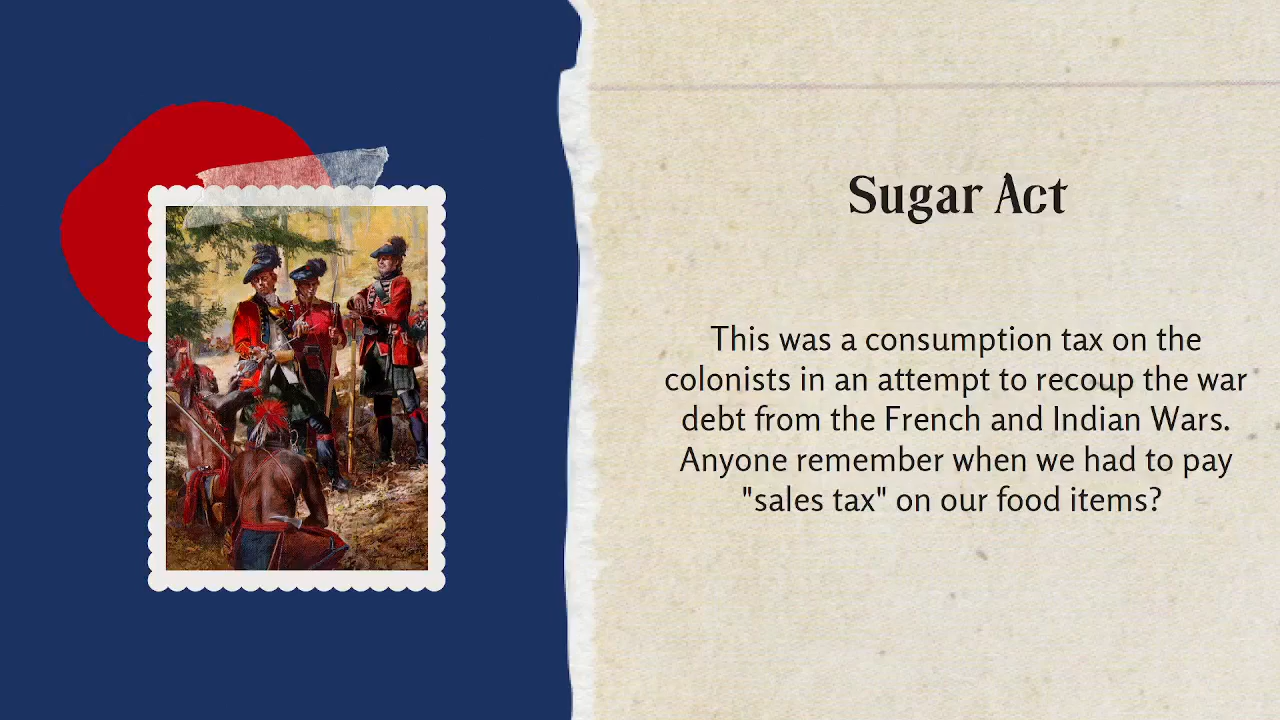 Sugar Act
This was a consumption tax on the
colonists in an attempt to recoup the war
debt from the French and Indian Wars.
Anyone remember when we had to pay
"sales tax" on our food items?